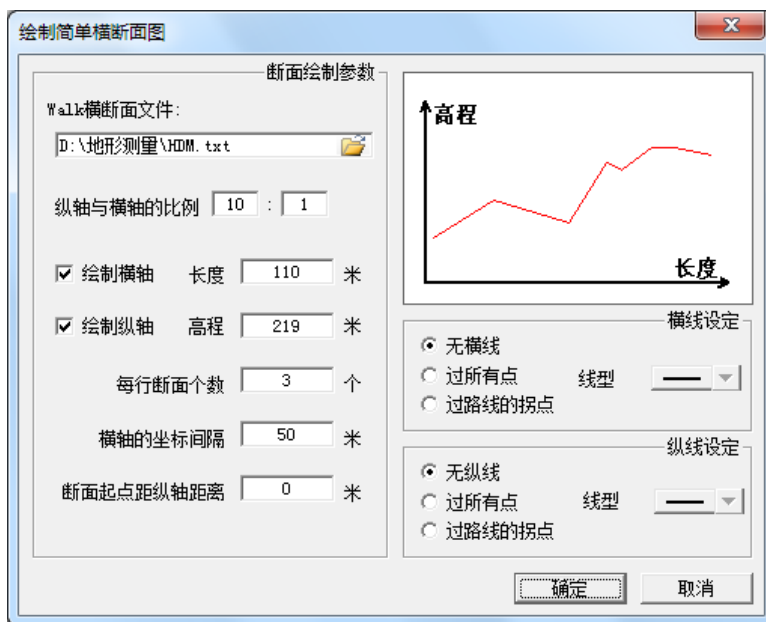 绘制简单横断面图
断面绘制参数
Walk横断面文件:
D:\地形测量\HDM.txt
纵轴与横轴的比例 10 : 1
绘制横轴 长度 110 米
绘制纵轴 高程 219 米
每行断面个数 3 个
横轴的坐标间隔 50 米
断面起点距纵轴距离 0 米
高程
长度
横线设定
无横线
过所有点 线型
过路线的拐点
纵线设定
无纵线
过所有点 线型
过路线的拐点
确定 取消